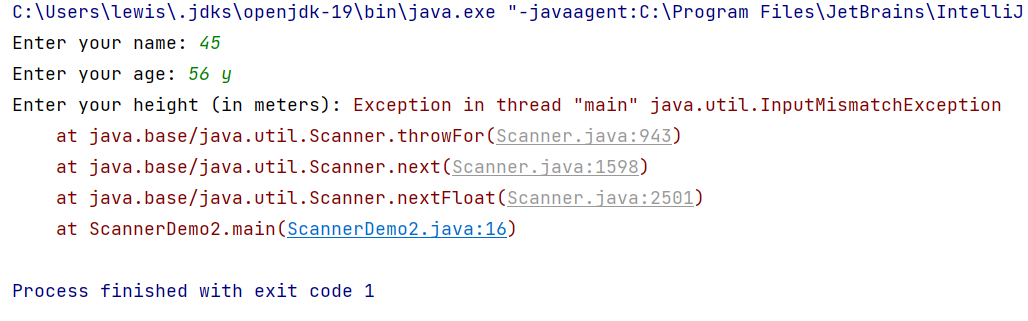 C:\Users\lewis\.jdks\openjdk-19\bin\java.exe "-javaagent:C:\Program Files\JetBrains\IntelliJ
Enter your name: 45
Enter your age: 56 y
Enter your height (in meters): Exception in thread "main" java.util.InputMismatchException
    at java.base/java.util.Scanner.throwFor(Scanner.java:943)
    at java.base/java.util.Scanner.next(Scanner.java:1598)
    at java.base/java.util.Scanner.nextFloat(Scanner.java:2501)
    at ScannerDemo2.main(ScannerDemo2.java:16)
Process finished with exit code 1